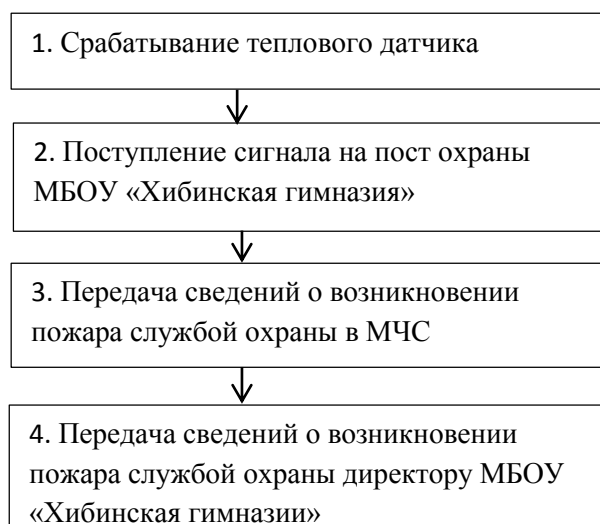 1. Срабатывание теплового датчика
2. Поступление сигнала на пост охраны
МБОУ «Хибинская гимназия»
3. Передача сведений о возникновении
пожара службой охраны в МЧС
4. Передача сведений о возникновении
пожара службой охраны директору МБОУ
«Хибинская гимназии»